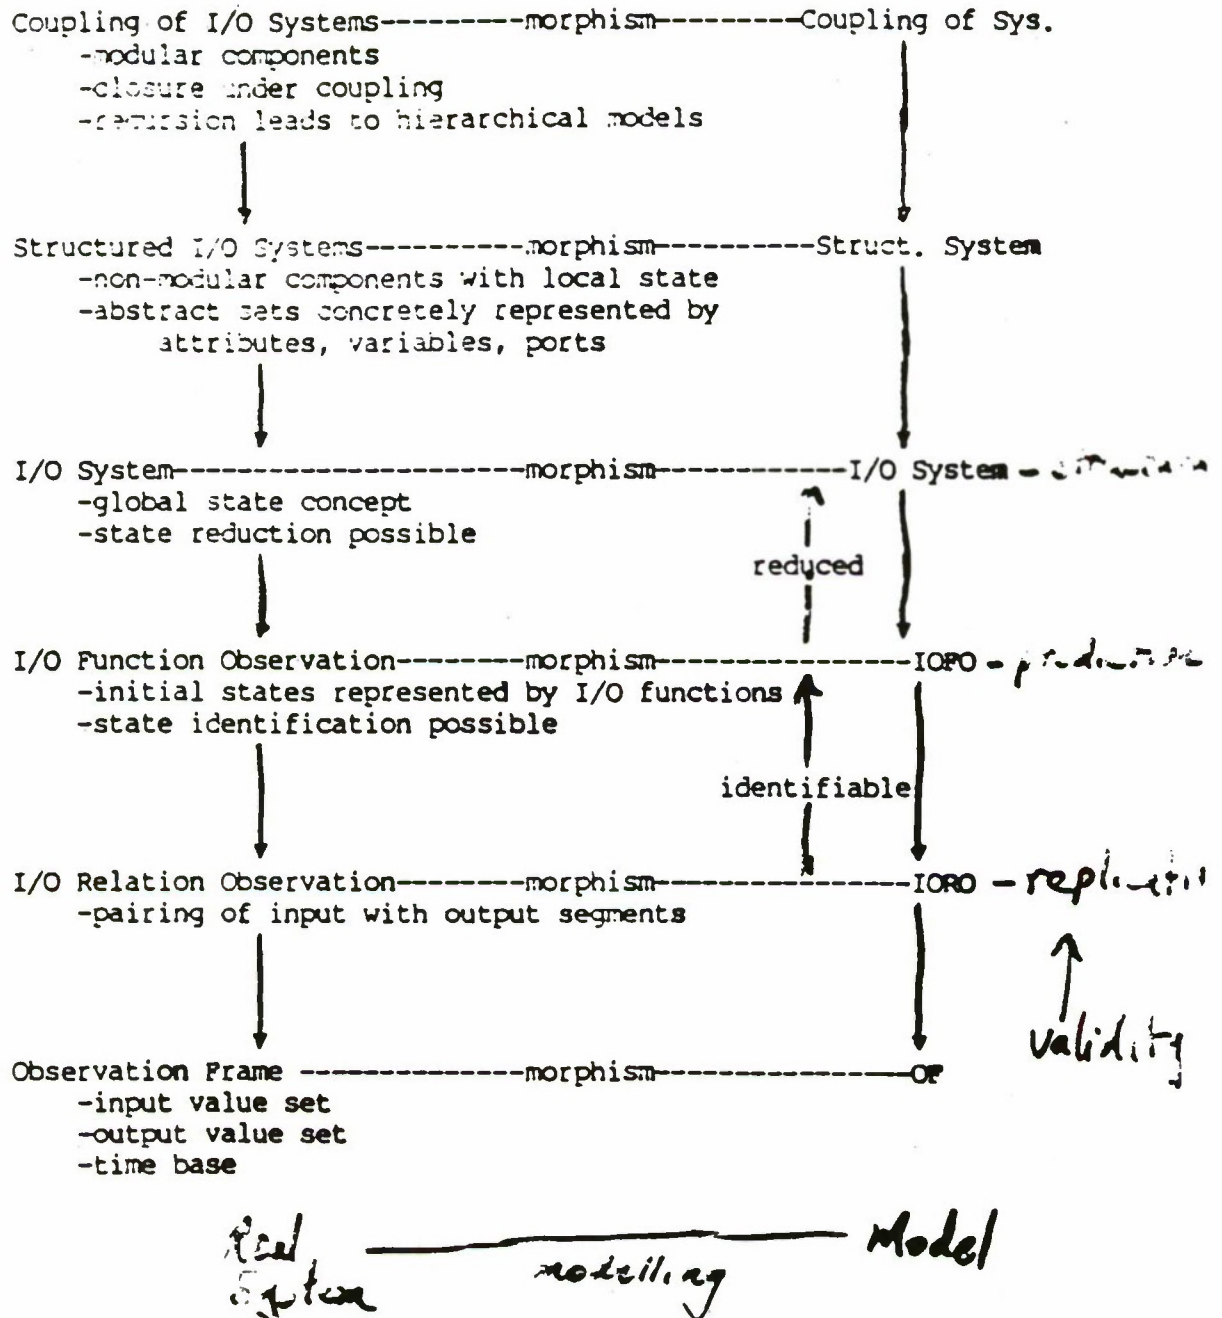 Coupling of I/O Systems---------morphism---------Coupling of Sys.
-modular components
-closure under coupling
-recursion leads to hierarchical models
Structured I/O Systems----------morphism----------Struct. System
-non-modular components with local state
-abstract sets concretely represented by
attributes, variables, ports
I/O System----------------------morphism------------I/O System -
-global state concept
-state reduction possible
reduced
I/O Function Observation--------morphism----------------IOFO -
-initial states represented by I/O functions
-state identification possible
identifiable
I/O Relation Observation--------morphism----------------IORO -
-pairing of input with output segments
validity
Observation Frame --------------morphism----------------OF
-input value set
-output value set
-time base
Real Model
modelling
System